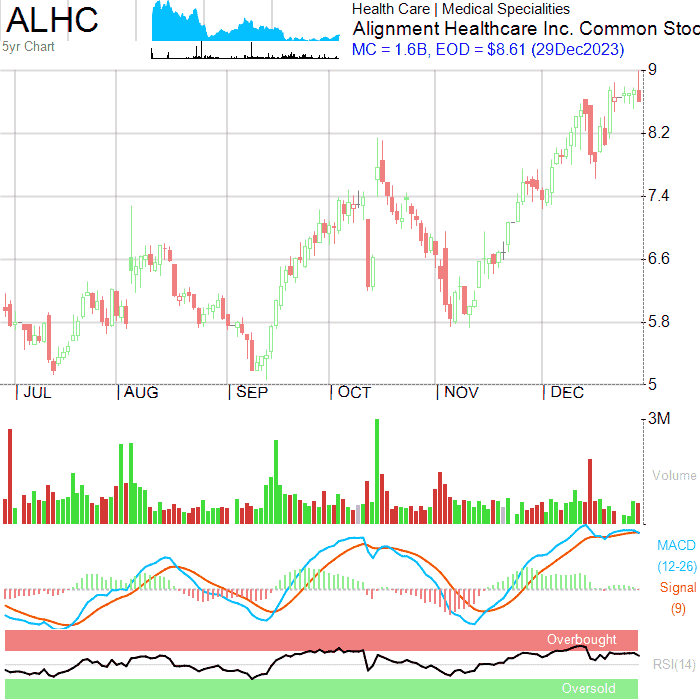 ALHC
5yr Chart
Health Care | Medical Specialities
Alignment Healthcare Inc. Common Stoc
MC = 1.6B, EOD = $8.61 (29Dec2023)
9
8.2
7.4
6.6
5.8
5
JUL AUG SEP OCT NOV DEC
3M
Volume
MACD
(12-26)
Signal
(9)
Overbought
RSI(14)
Oversold